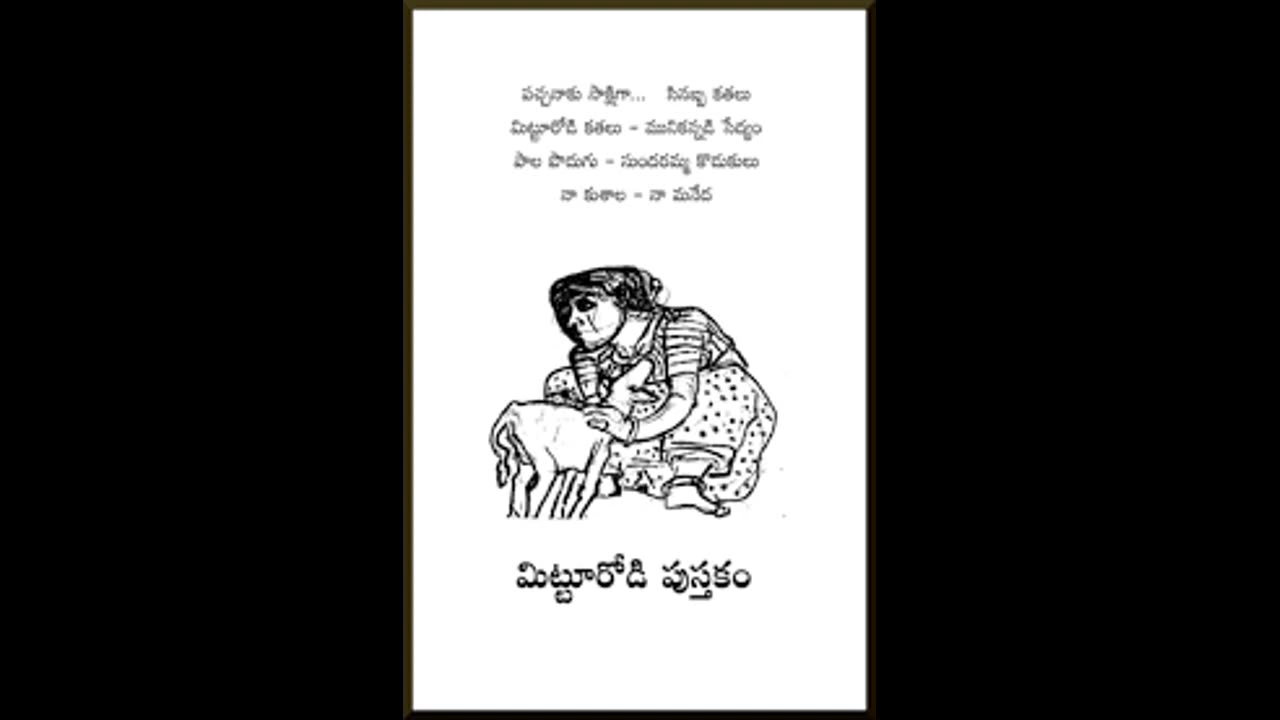 పచ్చనాకు సాక్షిగా... సినబ్బ కతలు
మిట్టూరోడి కతలు - మునికన్నడి సేద్యం
పాల పొదుగు - సుందరమ్మ కొడుకులు
నా కుశాల - నా మనేద
మిట్టూరోడి పుస్తకం